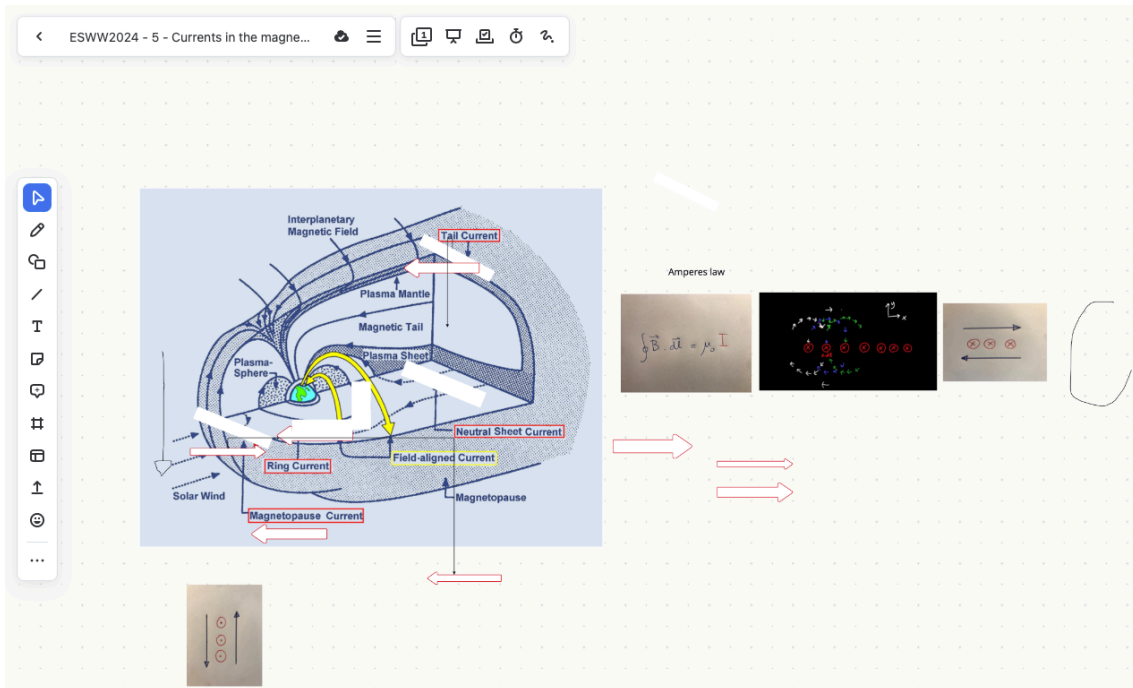 ESWW2024 - 5 - Currents in the magne...
1
T
Interplanetary
Magnetic Field
Tail Current
Plasma Mantle
Magnetic Tail
Plasma Sheet
Plasma-
Sphere
Neutral Sheet Current
Field-aligned Current
Ring Current
Solar Wind
Magnetopause
Magnetopause Current
Amperes law
∮B⃗ . dl⃗ = μ₀ I
y
x